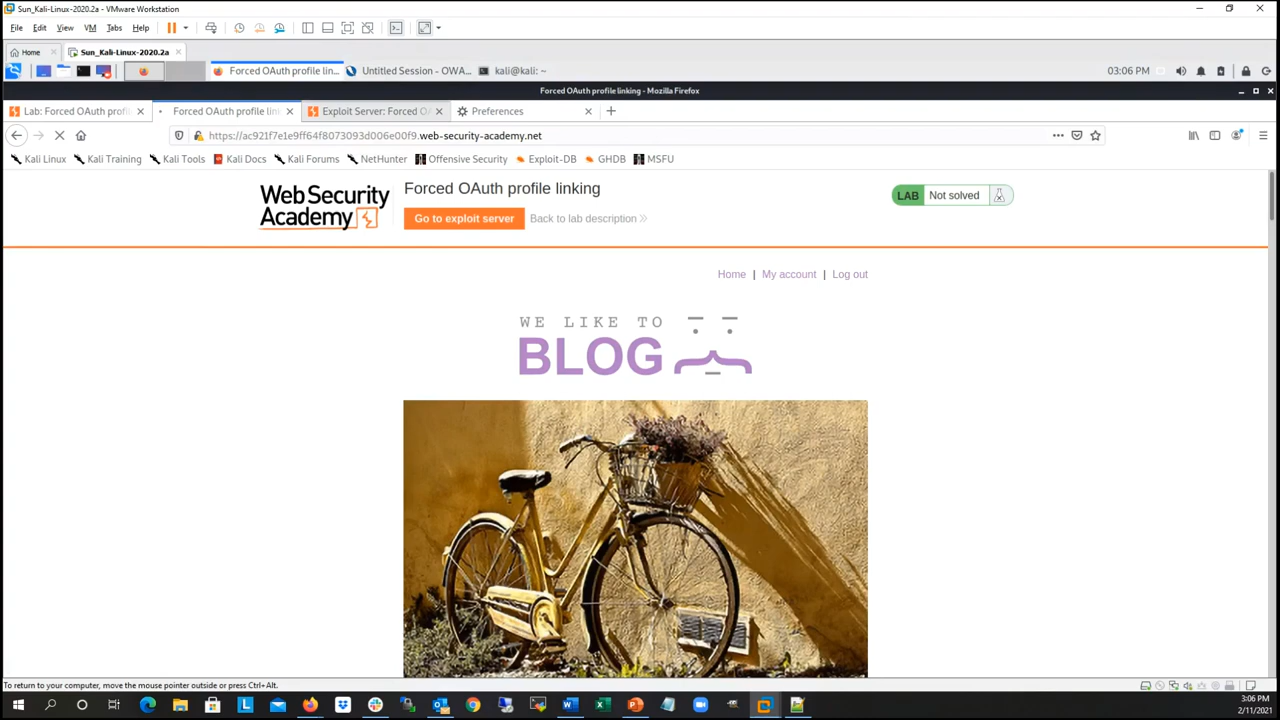 Sun_Kali-Linux-2020.2a - VMware Workstation
File Edit View VM Tabs Help
Home Sun_Kali-Linux-2020.2a
Forced OAuth profile lin... Untitled Session - OWA... kali@kali: ~ 03:06 PM
Forced OAuth profile linking - Mozilla Firefox
Lab: Forced OAuth profi Forced OAuth profile lin Exploit Server: Forced O Preferences
https://ac921f7e1e9ff64f8073093d006e00f9.web-security-academy.net
Kali Linux Kali Training Kali Tools Kali Docs Kali Forums NetHunter Offensive Security Exploit-DB GHDB MSFU
Web Security Academy
Forced OAuth profile linking
Go to exploit server Back to lab description
LAB Not solved
Home | My account | Log out
WE LIKE TO
BLOG
To return to your computer, move the mouse pointer outside or press Ctrl+Alt.
3:06 PM
2/11/2021